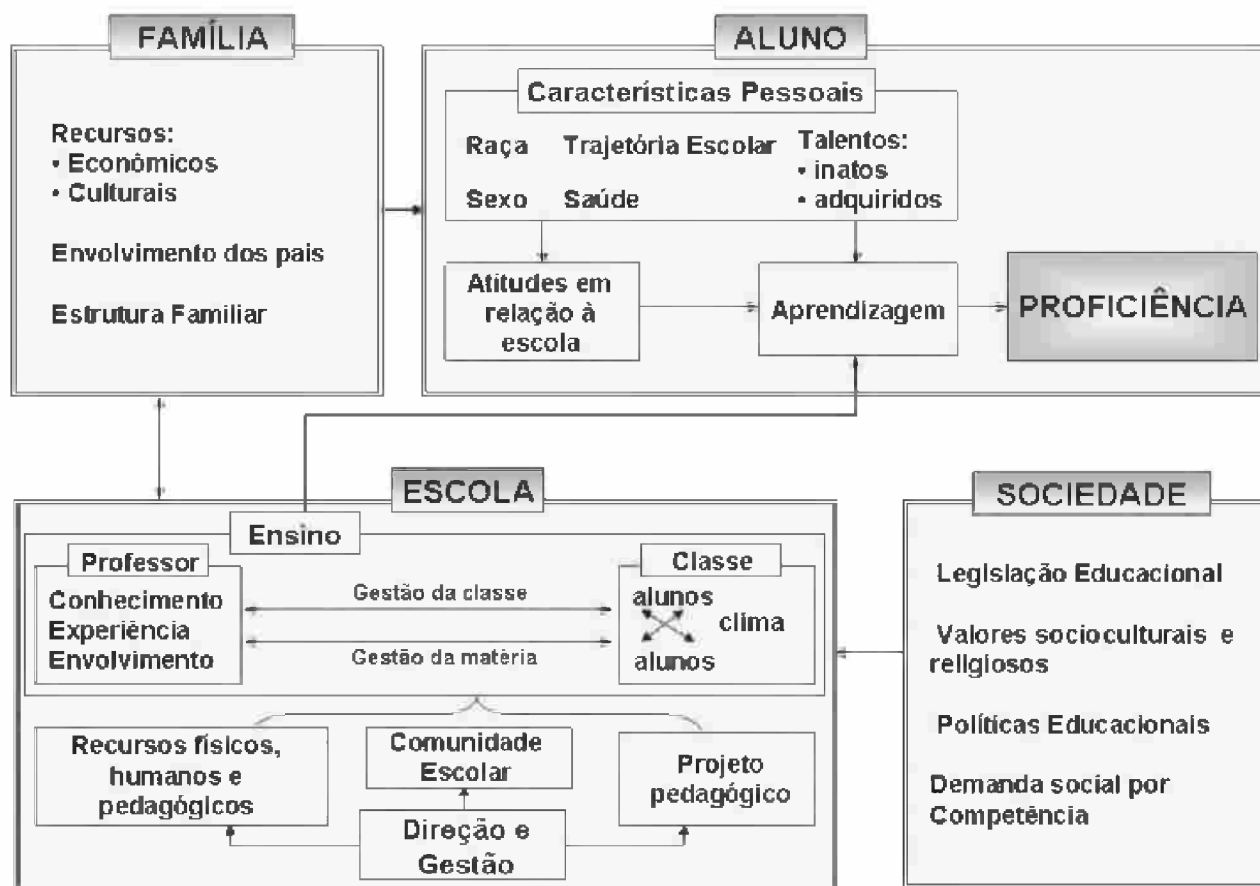 FAMÍLIA
Recursos:
• Econômicos
• Culturais
Envolvimento dos pais
Estrutura Familiar
ALUNO
Características Pessoais
Raça Trajetória Escolar
Sexo Saúde
Talentos:
• inatos
• adquiridos
Atitudes em
relação à
escola
Aprendizagem
PROFICIÊNCIA
ESCOLA
Ensino
Professor
Conhecimento
Experiência
Envolvimento
Gestão da classe
Gestão da matéria
Classe
alunos
clima
alunos
Recursos físicos,
humanos e
pedagógicos
Comunidade
Escolar
Projeto
pedagógico
Direção e
Gestão
SOCIEDADE
Legislação Educacional
Valores socioculturais e
religiosos
Políticas Educacionais
Demanda social por
Competência